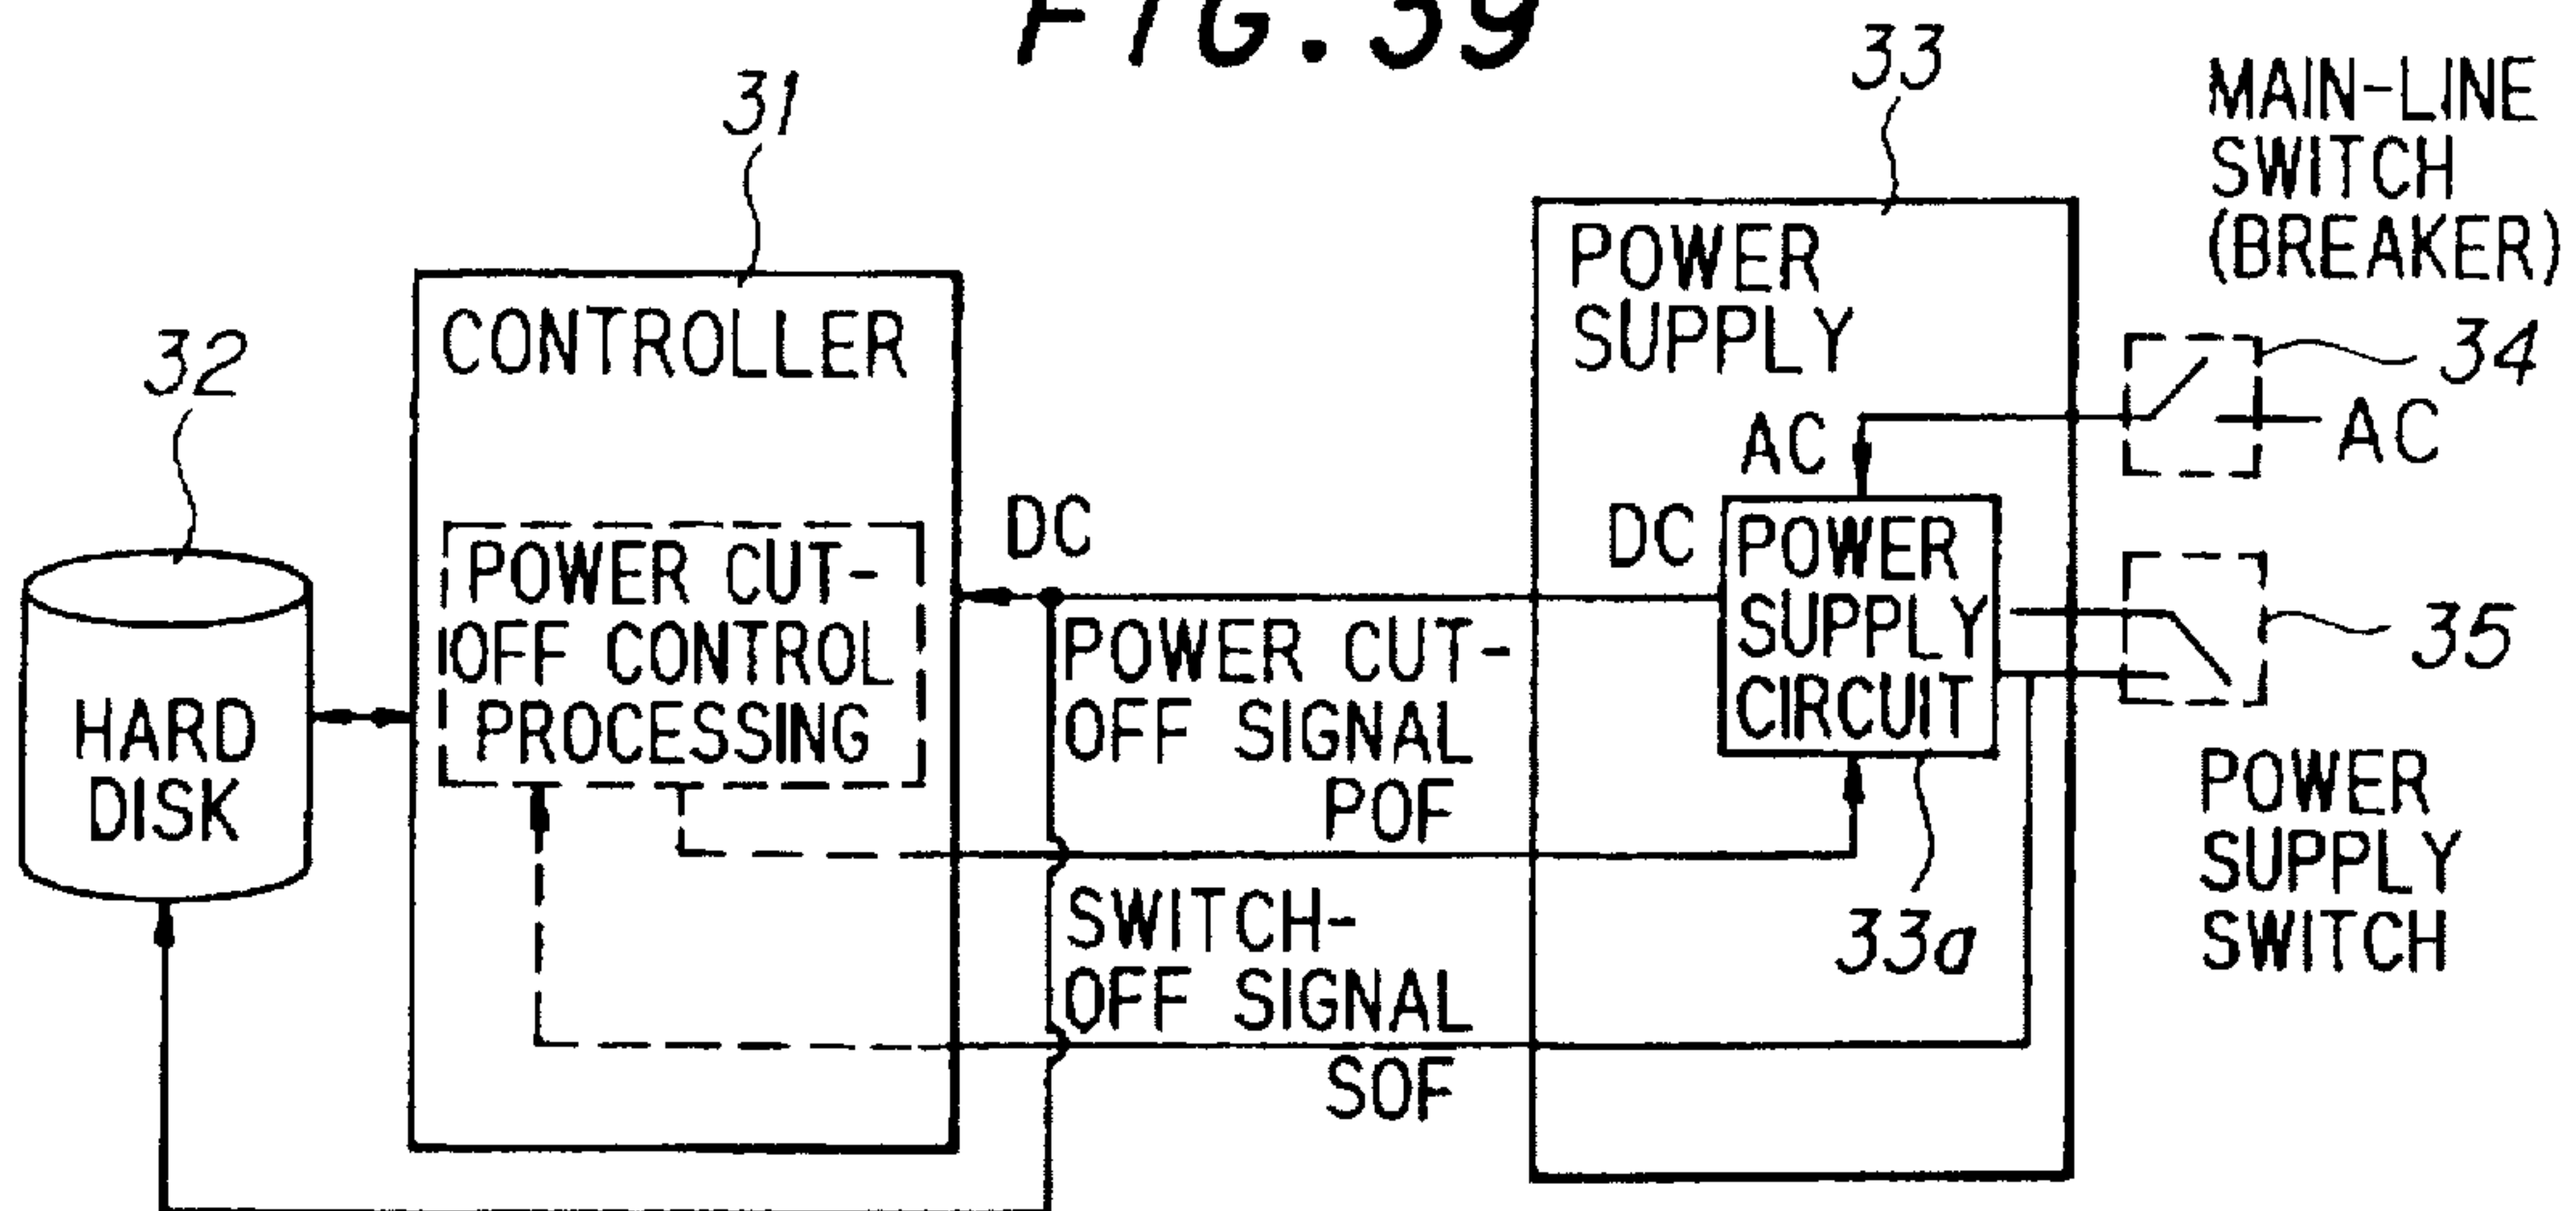 FIG.39
31
33
MAIN-LINE
SWITCH
(BREAKER)
32
CONTROLLER
POWER
SUPPLY
34
AC
AC
DC
DC
POWER CUT-
OFF CONTROL
PROCESSING
POWER
SUPPLY
CIRCUIT
35
HARD
DISK
POWER CUT-
OFF SIGNAL
POF
POWER
SUPPLY
SWITCH
33a
SWITCH-
OFF SIGNAL
SOF